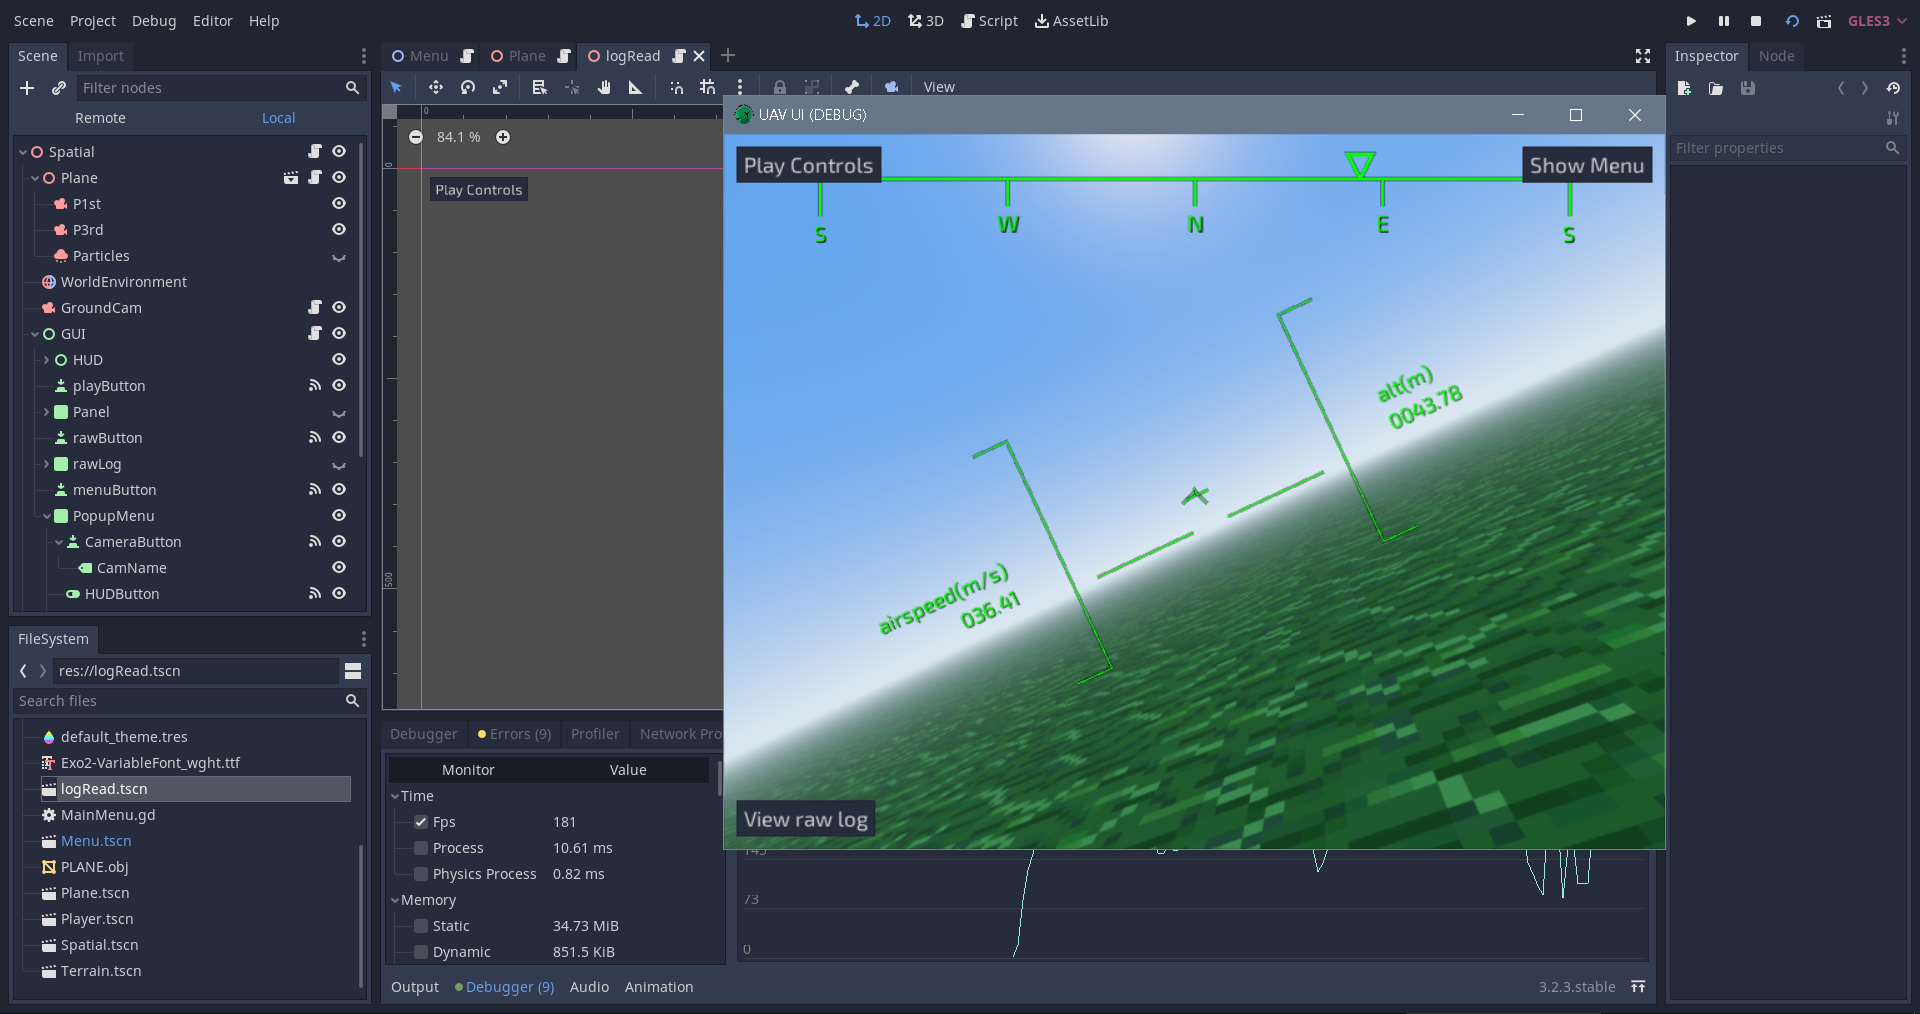 Scene Project Debug Editor Help
2D 3D Script AssetLib
GLES3
Scene Import
Filter nodes
Remote Local
Spatial
Plane
P1st
P3rd
Particles
WorldEnvironment
GroundCam
GUI
HUD
playButton
Panel
rawButton
rawLog
menuButton
PopupMenu
CameraButton
CamName
HUDButton
FileSystem
res://logRead.tscn
Search files
default_theme.tres
Exo2-VariableFont_wght.ttf
logRead.tscn
MainMenu.gd
Menu.tscn
PLANE.obj
Plane.tscn
Player.tscn
Spatial.tscn
Terrain.tscn
Menu Plane logRead
View
0
84.1 %
0
Play Controls
500
UAV UI (DEBUG)
Play Controls
Show Menu
S W N E S
alt(m)
0043.78
airspeed(m/s)
036.41
View raw log
Debugger Errors (9) Profiler Network Pro
Monitor Value
Time
Fps 181
Process 10.61 ms
Physics Process 0.82 ms
Memory
Static 34.73 MiB
Dynamic 851.5 KiB
145
73
0
Output Debugger (9) Audio Animation
3.2.3.stable
Inspector Node
Filter properties